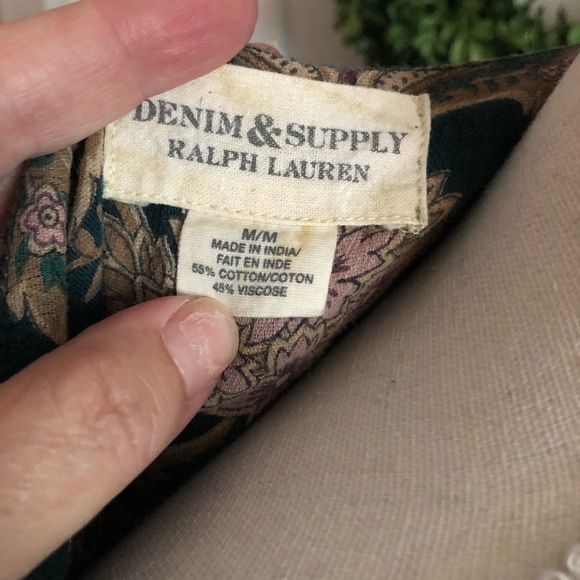 DENIM & SUPPLY
RALPH LAUREN
M/M
MADE IN INDIA/
FAIT EN INDE
55% COTTON/COTON
45% VISCOSE